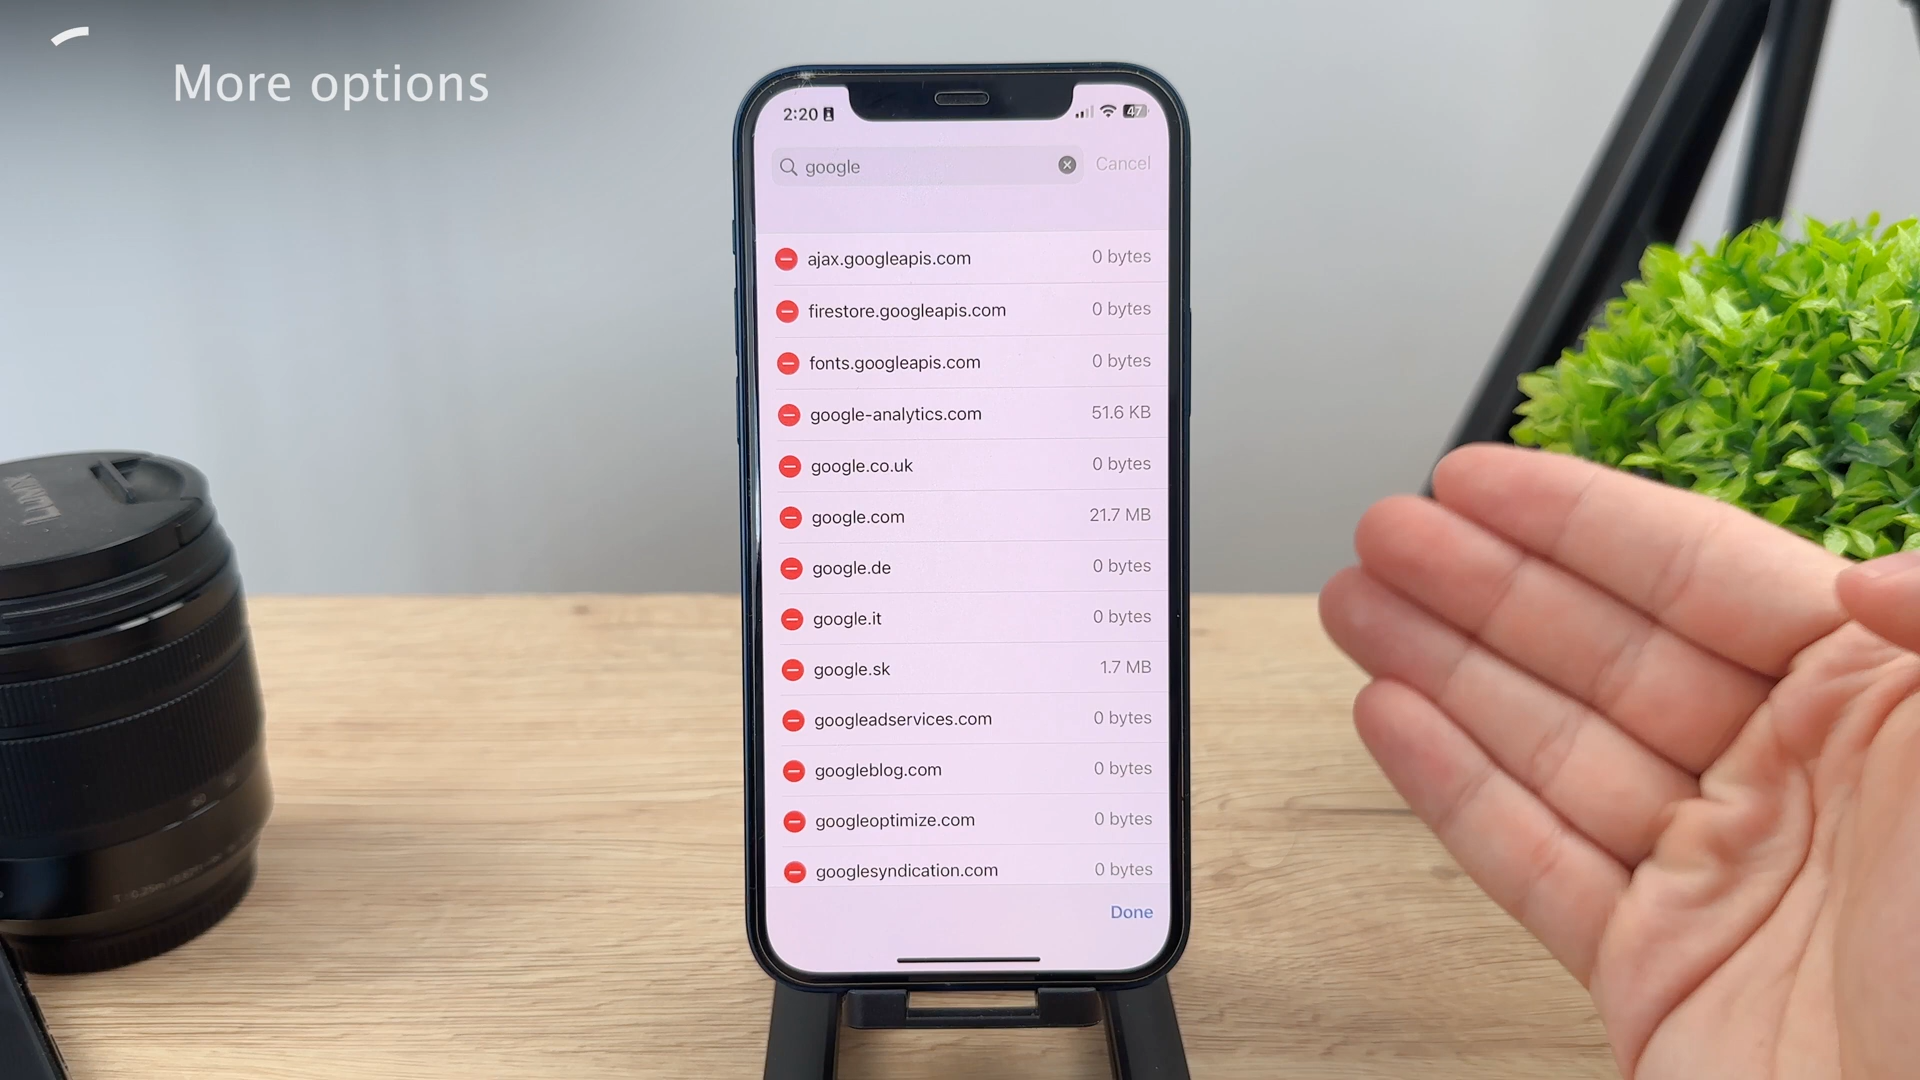 More options
2:20
47
google
Cancel
ajax.googleapis.com 0 bytes
firestore.googleapis.com 0 bytes
fonts.googleapis.com 0 bytes
google-analytics.com 51.6 KB
google.co.uk 0 bytes
google.com 21.7 MB
google.de 0 bytes
google.it 0 bytes
google.sk 1.7 MB
googleadservices.com 0 bytes
googleblog.com 0 bytes
googleoptimize.com 0 bytes
googlesyndication.com 0 bytes
Done
LUMIX